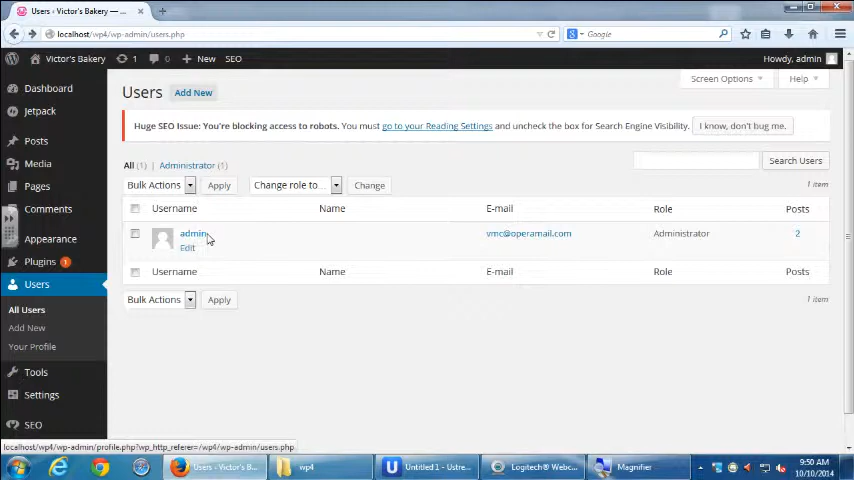 Users ‹ Victor's Bakery — ...
localhost/wp4/wp-admin/users.php
Google
Victor's Bakery 1 0 + New SEO Howdy, admin
Screen Options Help
Users Add New
Huge SEO Issue: You're blocking access to robots. You must go to your Reading Settings and uncheck the box for Search Engine Visibility. I know, don't bug me.
All (1) | Administrator (1) Search Users
Bulk Actions Apply Change role to... Change 1 item
Username Name E-mail Role Posts
admin vmc@operamail.com Administrator 2
Edit
Username Name E-mail Role Posts
Bulk Actions Apply 1 item
Dashboard
Jetpack
Posts
Media
Pages
Comments
Appearance
Plugins 1
Users
All Users
Add New
Your Profile
Tools
Settings
SEO
localhost/wp4/wp-admin/profile.php?wp_http_referer=/wp4/wp-admin/users.php
Users ‹ Victor's B... wp4 Untitled 1 - Ustre... Logitech® Webc... Magnifier 9:50 AM
10/10/2014